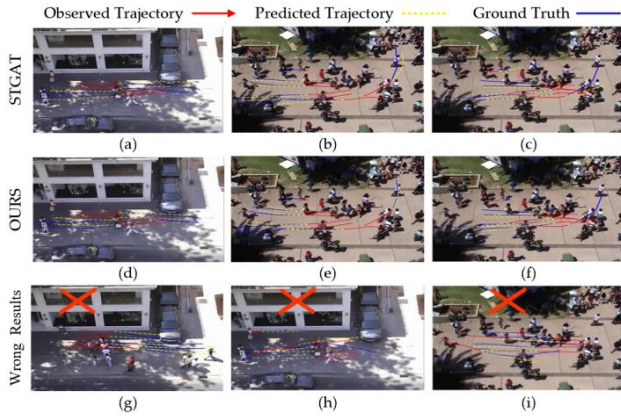 Observed Trajectory Predicted Trajectory Ground Truth
STGAT
(a) (b) (c)
OURS
(d) (e) (f)
Wrong Results
(g) (h) (i)